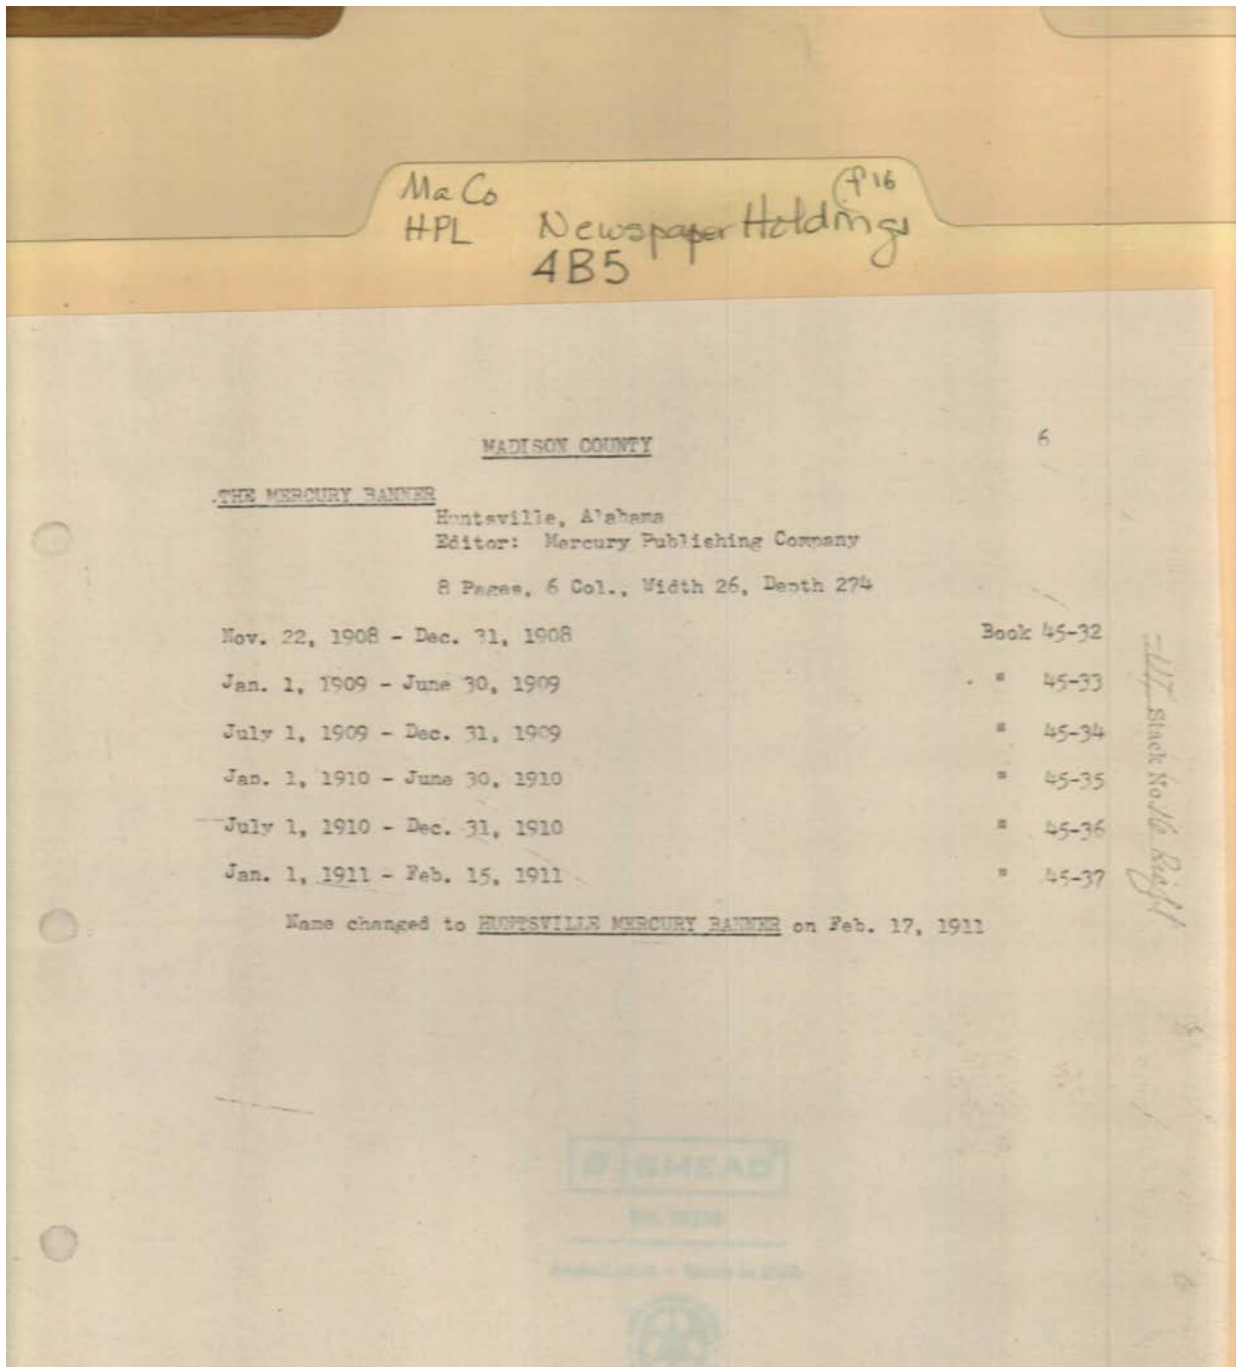 Ma Co
f 16
HPL Newspaper Holdings
4B5
MADISON COUNTY 6
THE MERCURY BANNER
Huntsville, Alabama
Editor: Mercury Publishing Company
8 Pages, 6 Col., Width 26, Depth 274
Nov. 22, 1908 - Dec. 31, 1908 Book 45-32
Jan. 1, 1909 - June 30, 1909 " 45-33
July 1, 1909 - Dec. 31, 1909 " 45-34
Jan. 1, 1910 - June 30, 1910 " 45-35
July 1, 1910 - Dec. 31, 1910 " 45-36
Jan. 1, 1911 - Feb. 15, 1911 " 45-37
Name changed to HUNTSVILLE MERCURY BANNER on Feb. 17, 1911
Stack No. 16 Right
SMEAD